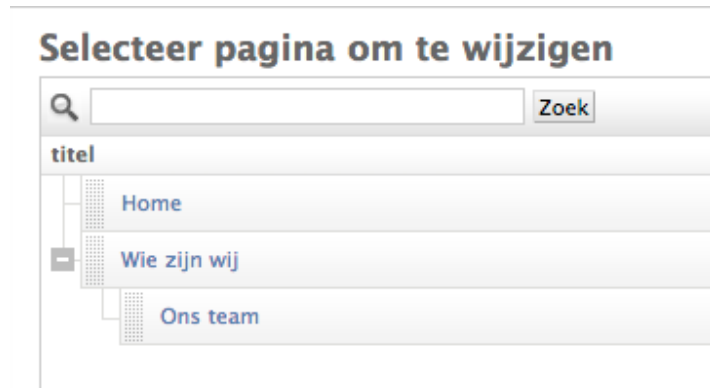 Selecteer pagina om te wijzigen
Zoek
titel
Home
Wie zijn wij
Ons team